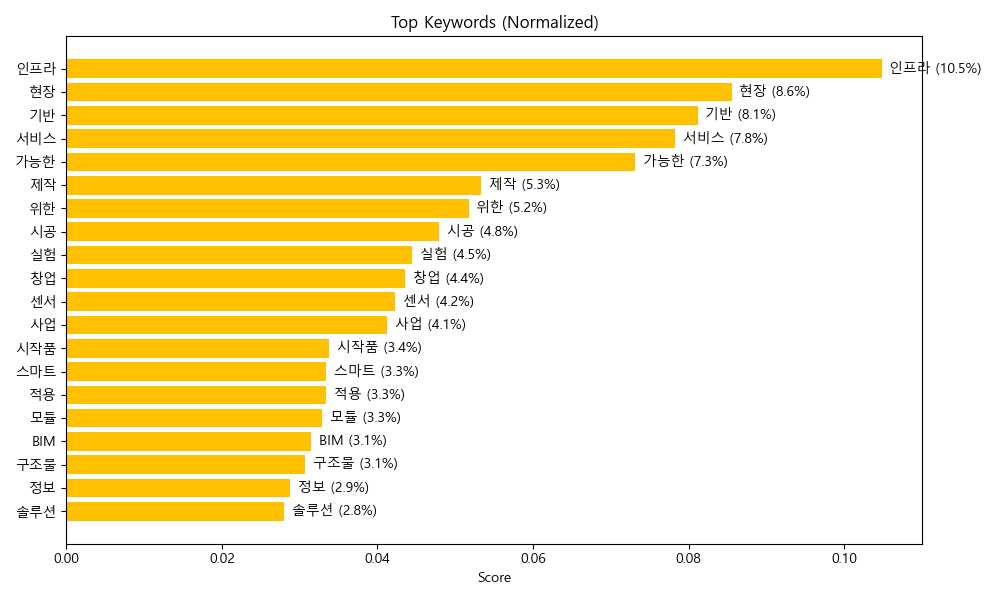 Top Keywords (Normalized)
인프라 인프라 (10.5%)
현장 현장 (8.6%)
기반 기반 (8.1%)
서비스 서비스 (7.8%)
가능한 가능한 (7.3%)
제작 제작 (5.3%)
위한 위한 (5.2%)
시공 시공 (4.8%)
실험 실험 (4.5%)
창업 창업 (4.4%)
센서 센서 (4.2%)
사업 사업 (4.1%)
시작품 시작품 (3.4%)
스마트 스마트 (3.3%)
적용 적용 (3.3%)
모듈 모듈 (3.3%)
BIM BIM (3.1%)
구조물 구조물 (3.1%)
정보 정보 (2.9%)
솔루션 솔루션 (2.8%)
0.00 0.02 0.04 0.06 0.08 0.10
Score